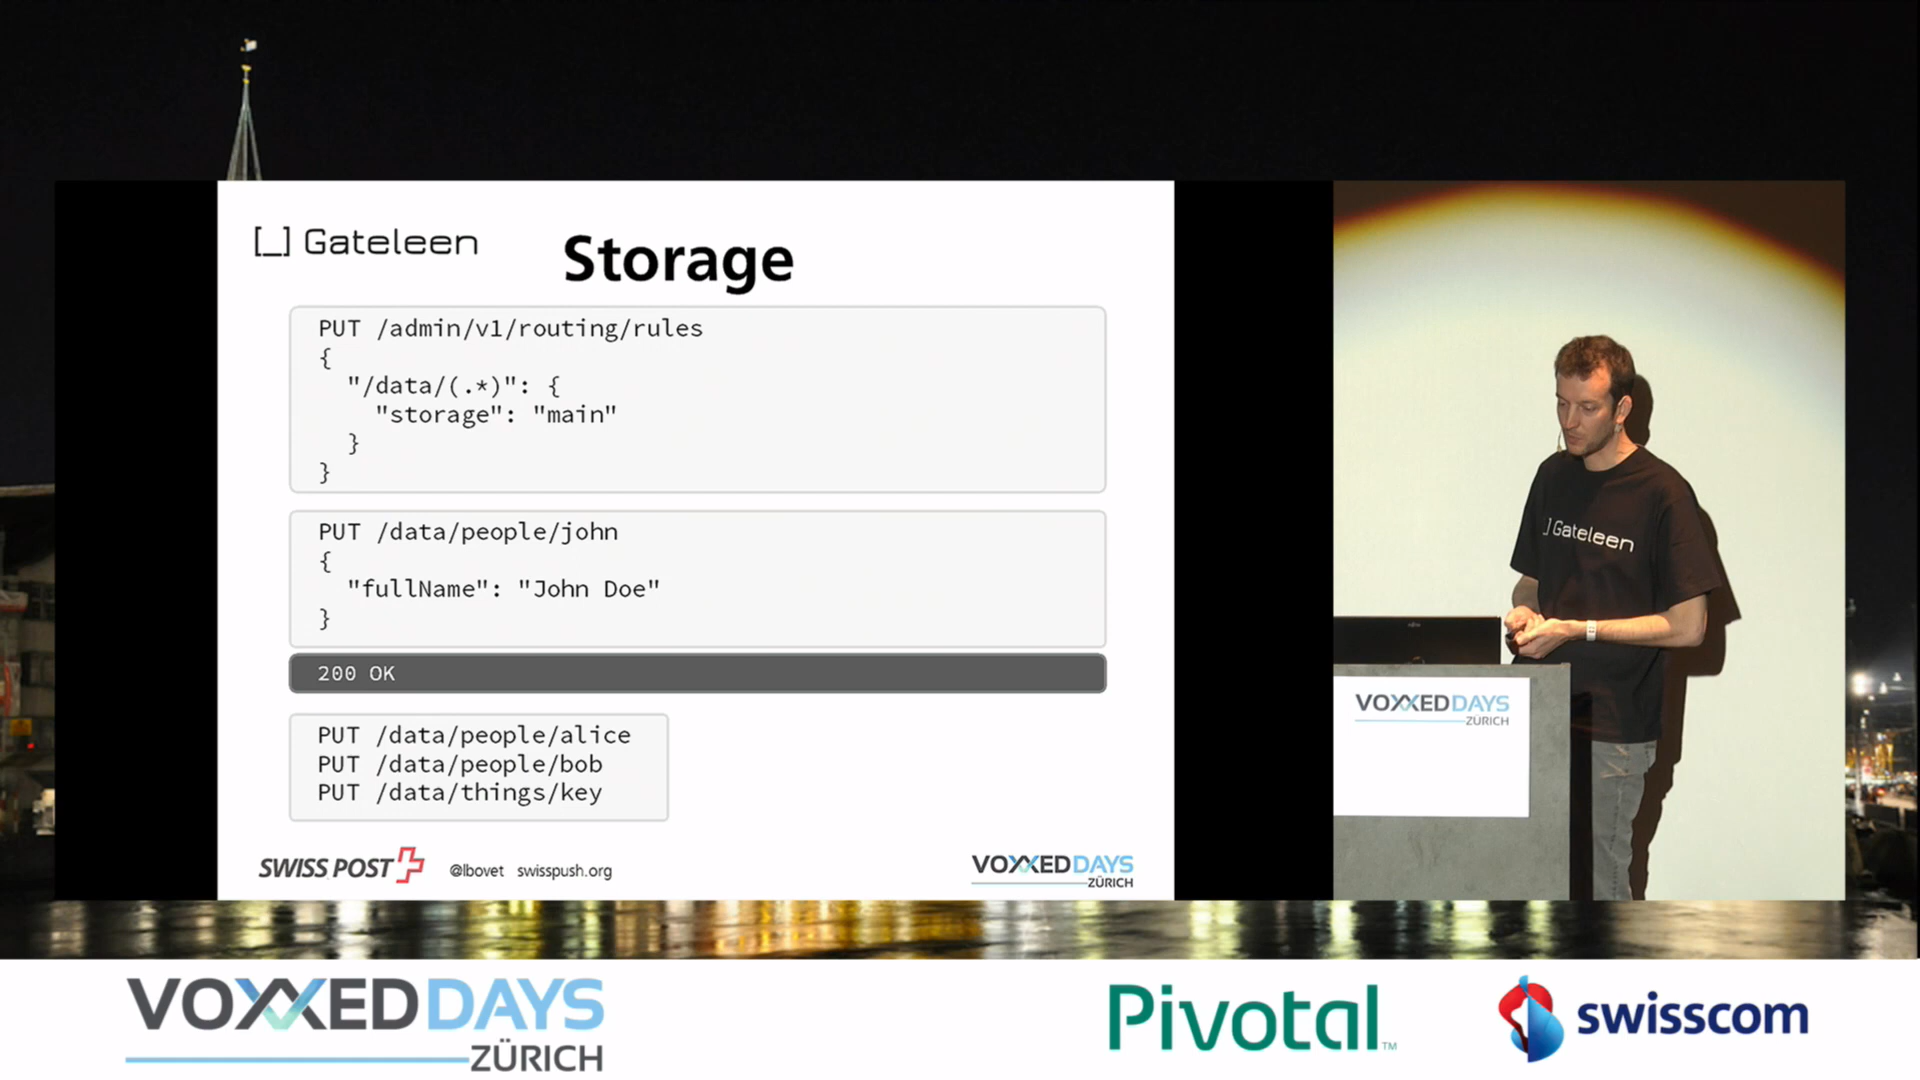 [_] Gateleen
Storage
PUT /admin/v1/routing/rules
{
"/data/(.*)": {
"storage": "main"
}
}
PUT /data/people/john
{
"fullName": "John Doe"
}
200 OK
PUT /data/people/alice
PUT /data/people/bob
PUT /data/things/key
SWISS POST @lbovet swisspush.org
VOXXED DAYS
ZÜRICH
_] Gateleen
VOXXED DAYS
ZÜRICH
VOXXED DAYS
ZÜRICH
Pivotal™
swisscom